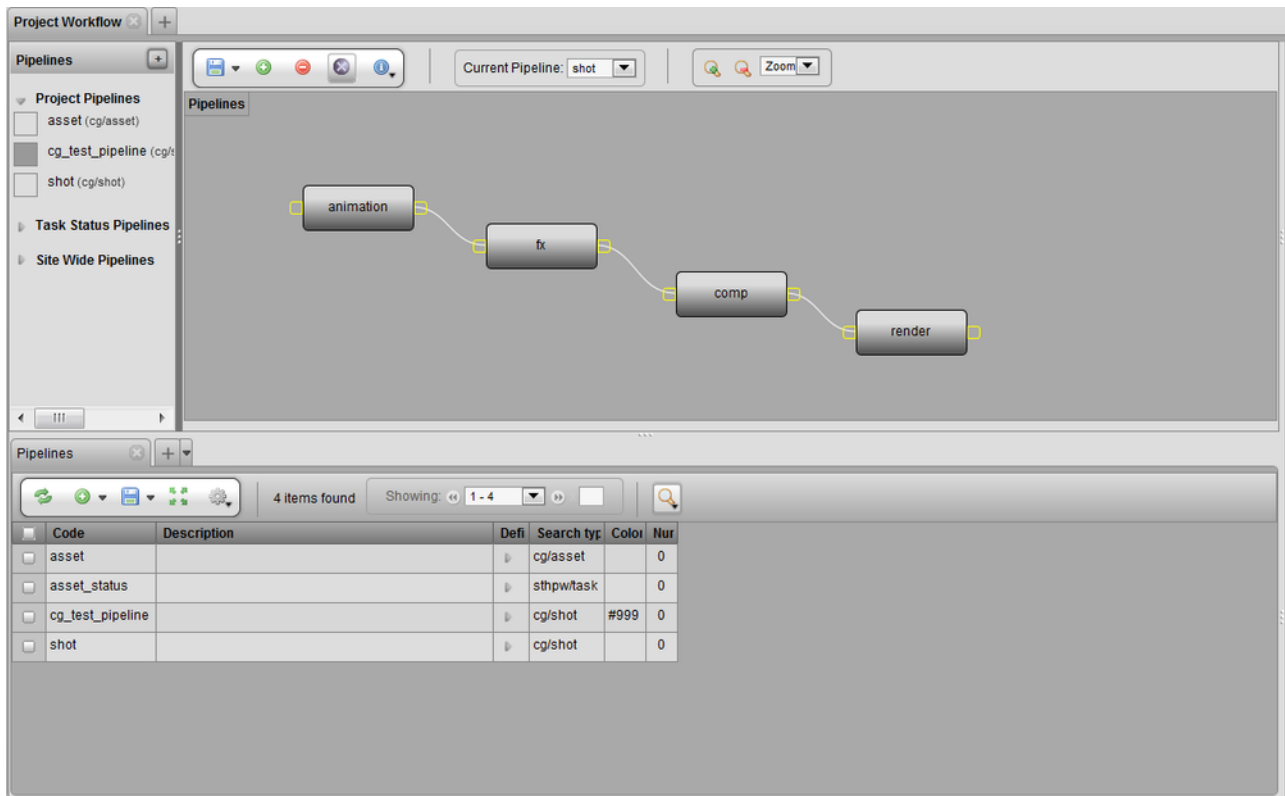 Project Workflow
Pipelines
Project Pipelines
asset (cg/asset)
cg_test_pipeline (cg/s
shot (cg/shot)
Task Status Pipelines
Site Wide Pipelines
Current Pipeline: shot
Zoom
Pipelines
animation
fx
comp
render
Pipelines
4 items found Showing: 1 - 4
Code Description Defi Search typ Color Nur
asset cg/asset 0
asset_status sthpw/task 0
cg_test_pipeline cg/shot #999 0
shot cg/shot 0